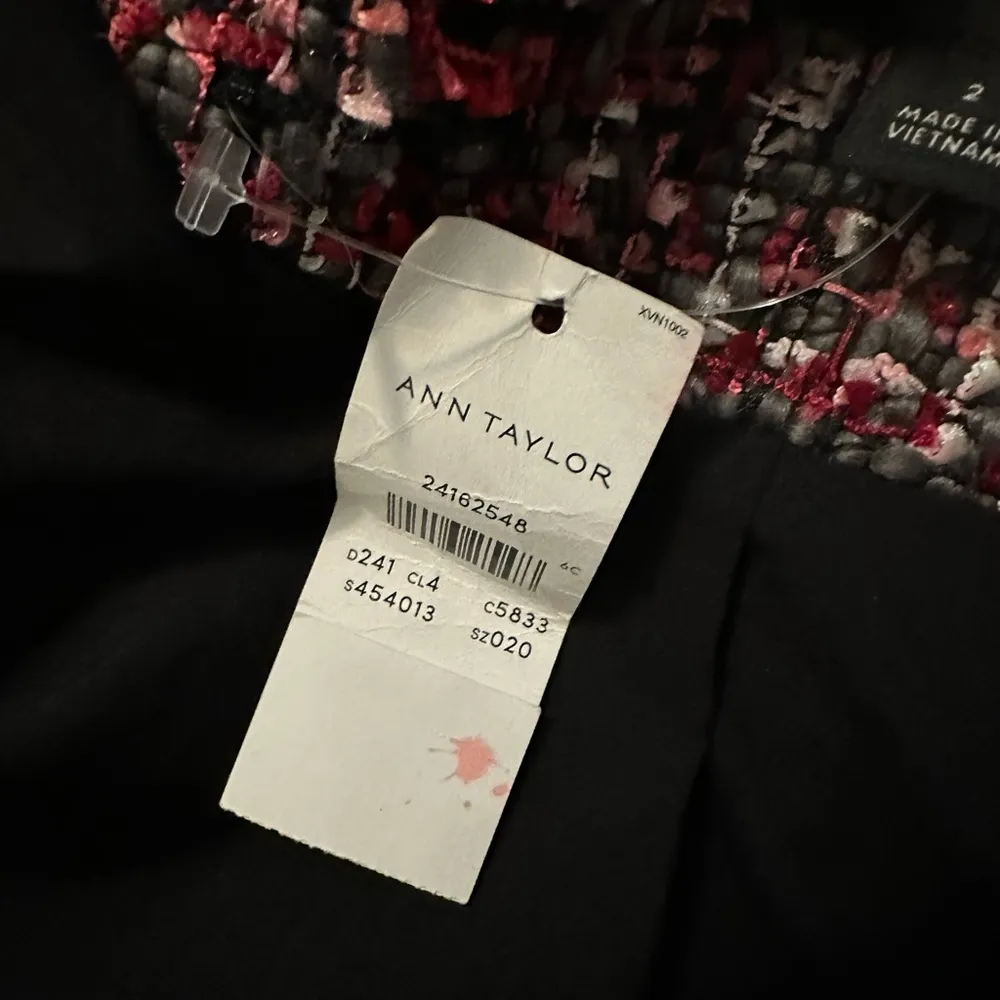 2
MADE IN
VIETNAM
XVN1002
ANN TAYLOR
24162548
6C
D241 CL4 C5833
S454013 SZ020